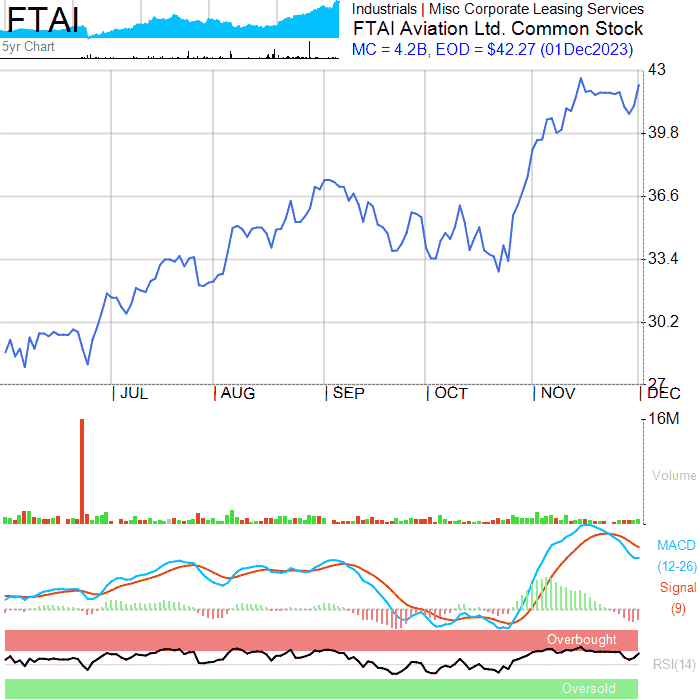 FTAI
5yr Chart
Industrials | Misc Corporate Leasing Services
FTAI Aviation Ltd. Common Stock
MC = 4.2B, EOD = $42.27 (01Dec2023)
43
39.8
36.6
33.4
30.2
27
JUL
AUG
SEP
OCT
NOV
DEC
16M
Volume
MACD
(12-26)
Signal
(9)
Overbought
RSI(14)
Oversold